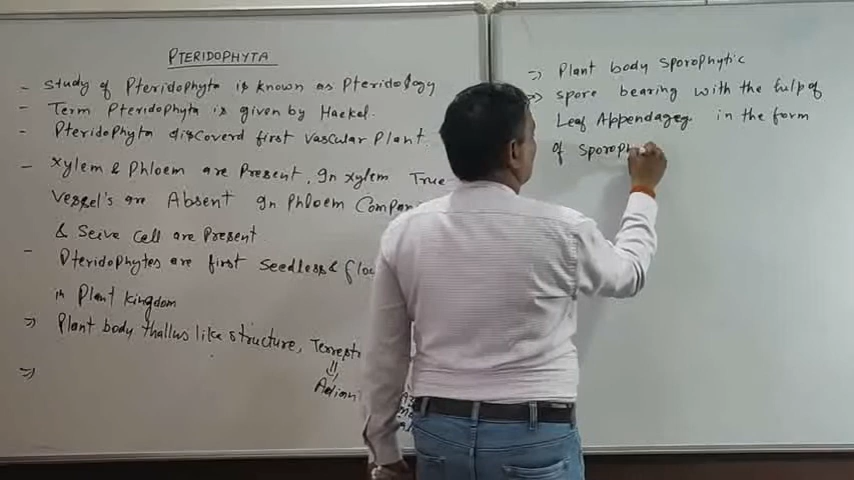 PTERIDOPHYTA
- Study of Pteridophyta is known as Pteridology
- Term Pteridophyta is given by Haekel.
- Pteridophyta discoverd first Vascular Plant.
- Xylem & Phloem are Present. In xylem True
Vessel's are Absent In Phloem
& Seive cell are Present
- Pteridophytes are first Seedless &
in Plant kingdom
=> Plant body thallus like structure,
=>
=> Plant body Sporophytic
=> Spore bearing with the hulp of
Leaf Appendages. in the form
of